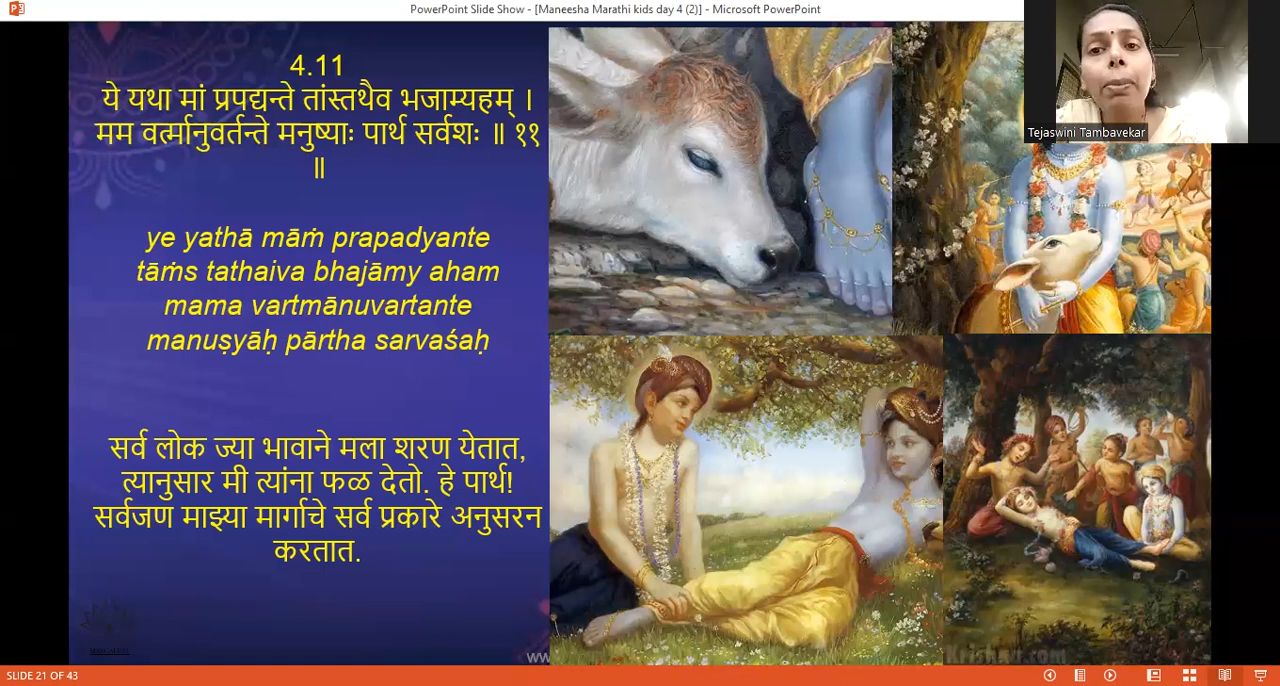 PowerPoint Slide Show - [Maneesha Marathi kids day 4 (2)] - Microsoft PowerPoint
Tejaswini Tambavekar
4.11
ये यथा मां प्रपद्यन्ते तांस्तथैव भजाम्यहम् ।
मम वर्त्मानुवर्तन्ते मनुष्याः पार्थ सर्वशः ॥ ११
॥
ye yathā māṁ prapadyante
tāṁs tathaiva bhajāmy aham
mama vartmānuvartante
manuṣyāḥ pārtha sarvaśaḥ
सर्व लोक ज्या भावाने मला शरण येतात,
त्यानुसार मी त्यांना फळ देतो. हे पार्थ!
सर्वजण माझ्या मार्गाचे सर्व प्रकारे अनुसरन
करतात.
SLIDE 21 OF 43